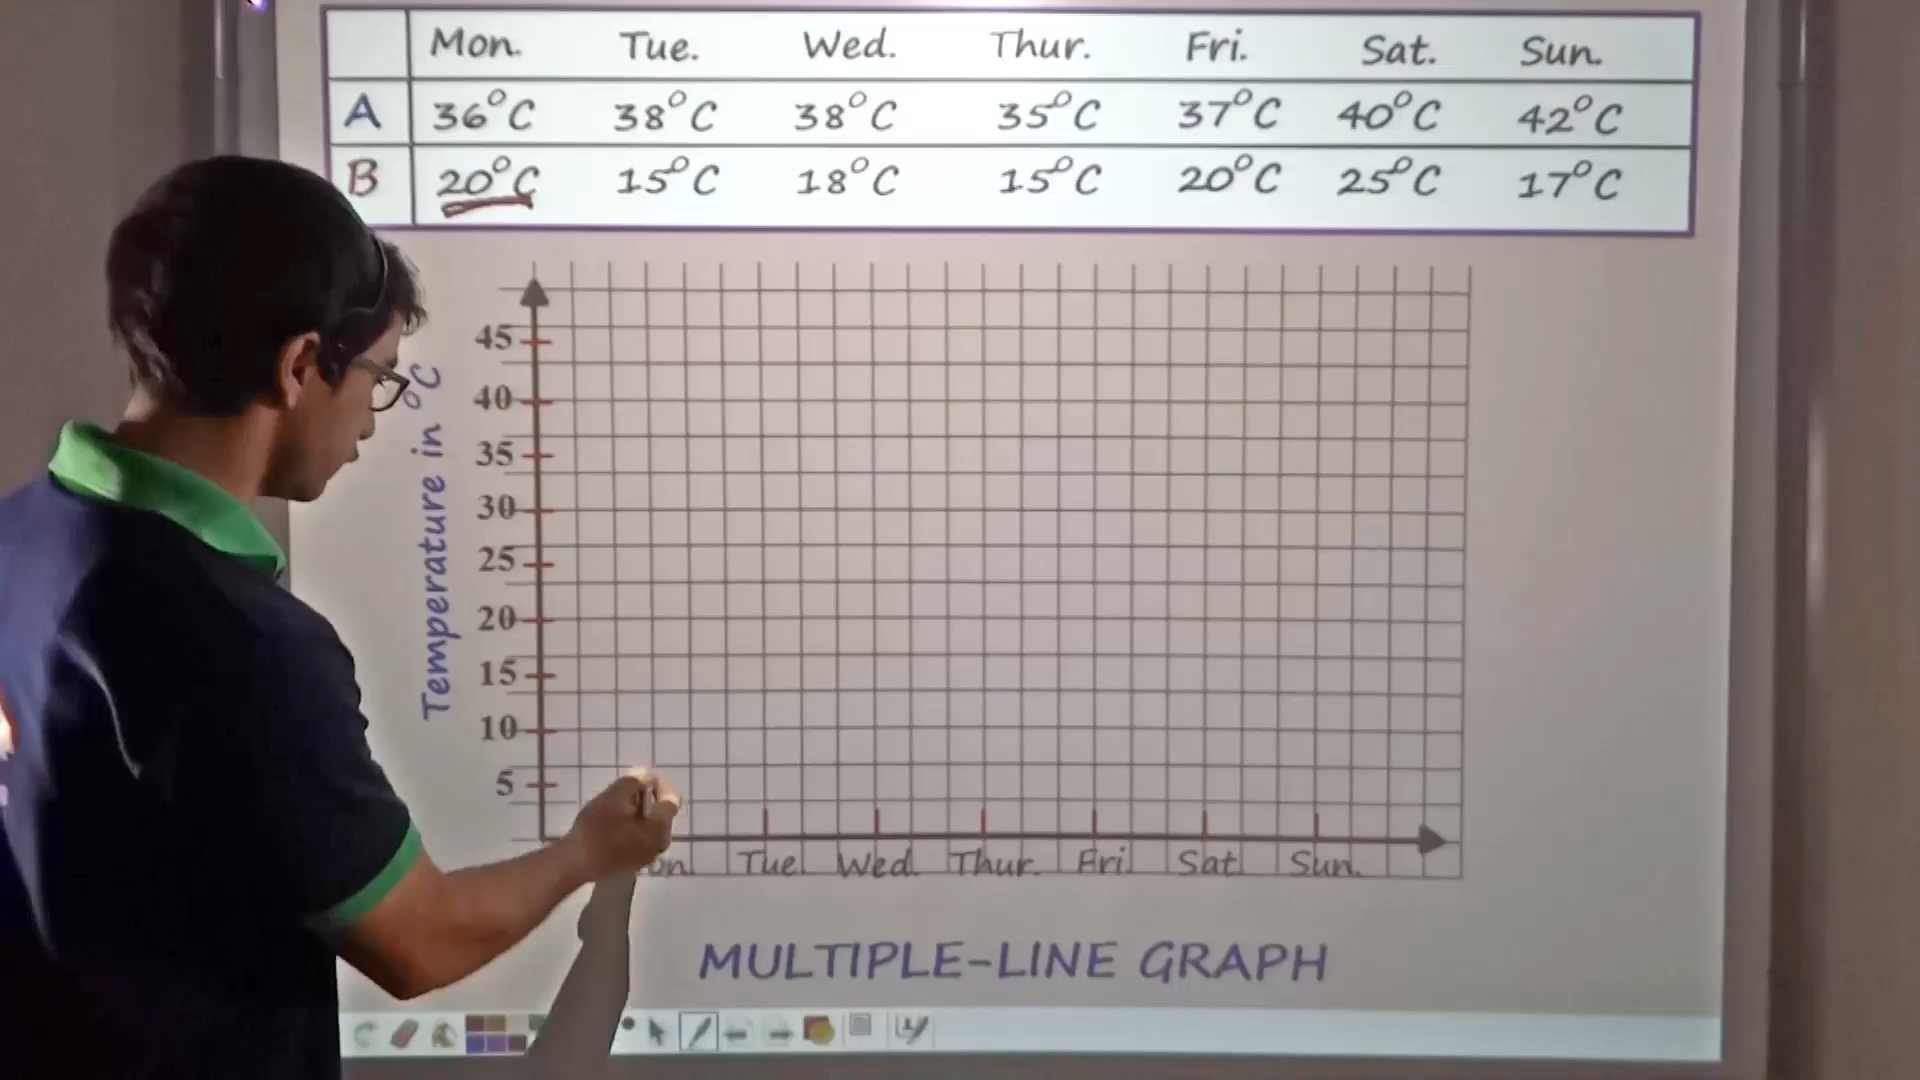 Mon. Tue. Wed. Thur. Fri. Sat. Sun.
A 36°C 38°C 38°C 35°C 37°C 40°C 42°C
B 20°C 15°C 18°C 15°C 20°C 25°C 17°C
Temperature in °C
45
40
35
30
25
20
15
10
5
Tue. Wed. Thur. Fri. Sat. Sun.
MULTIPLE-LINE GRAPH